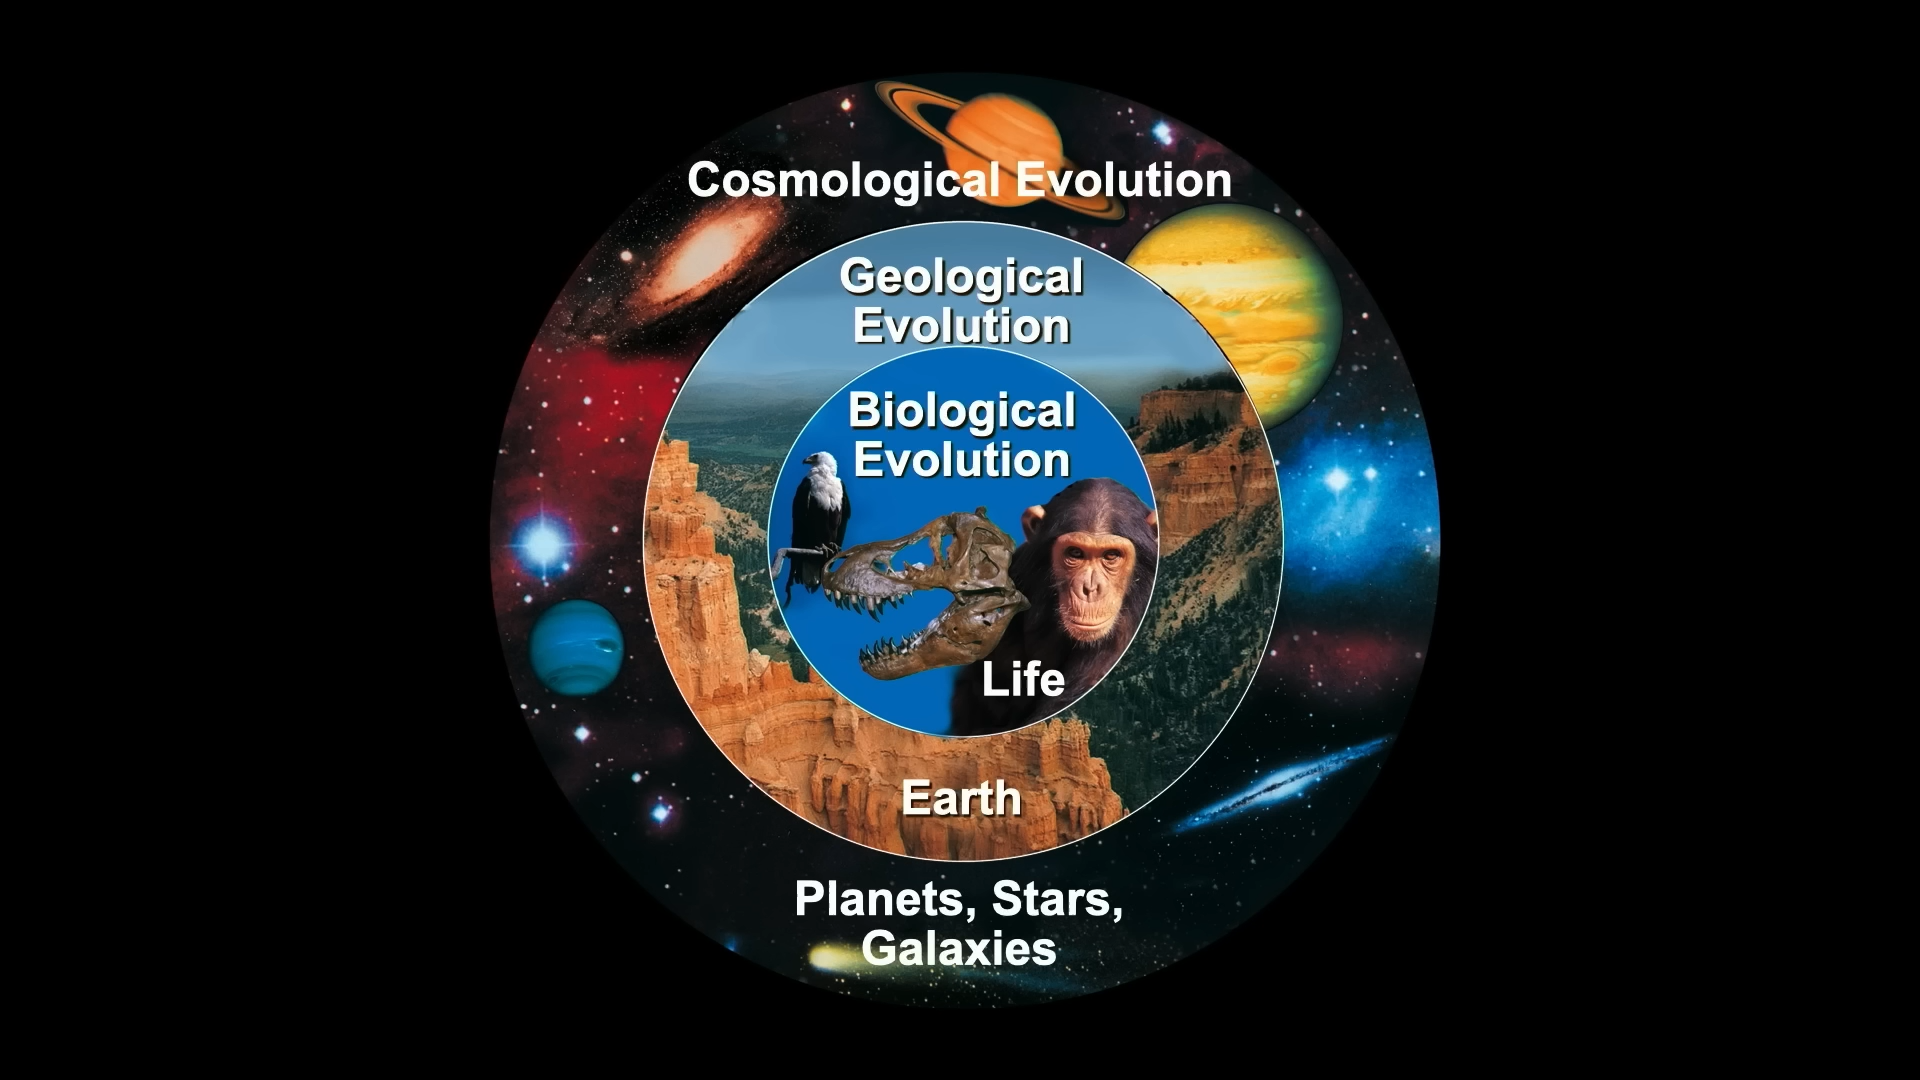 Cosmological Evolution
Geological
Evolution
Biological
Evolution
Life
Earth
Planets, Stars,
Galaxies